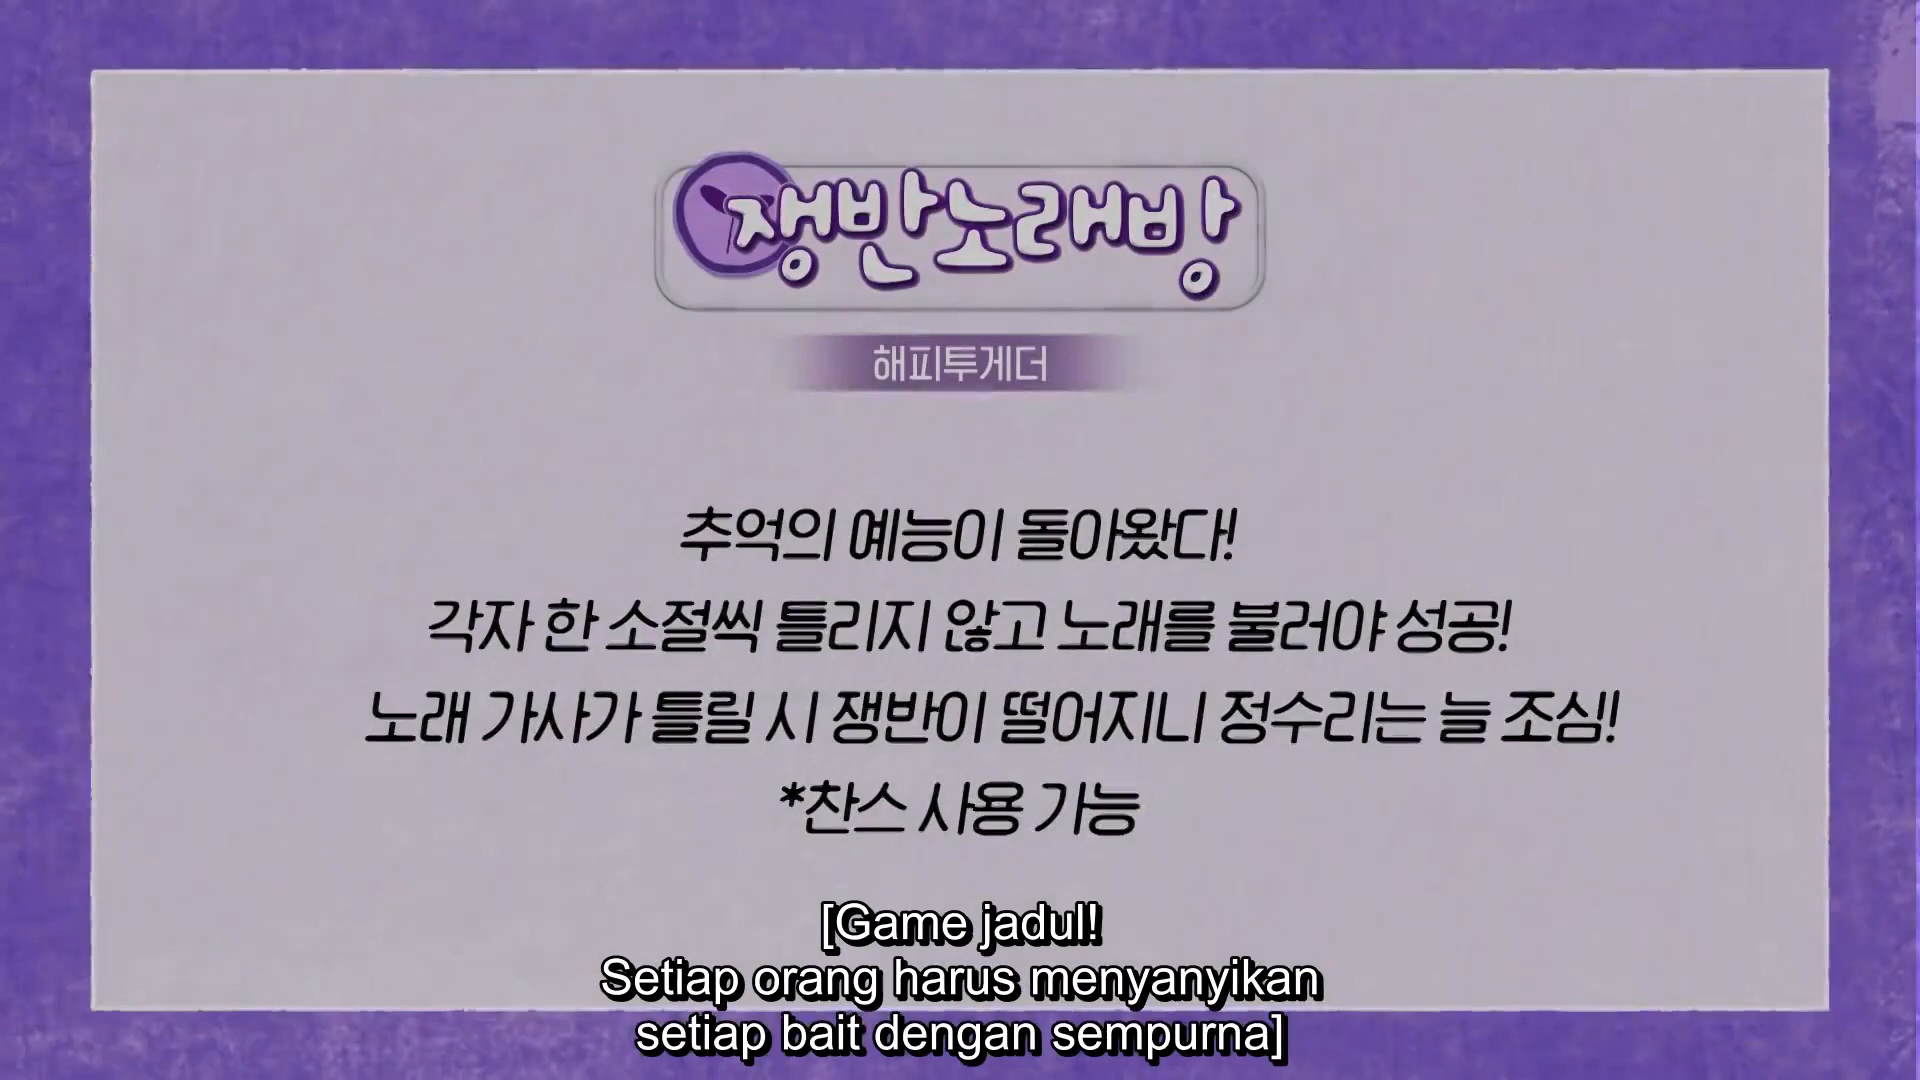 쟁반노래방
해피투게더
추억의 예능이 돌아왔다!
각자 한 소절씩 틀리지 않고 노래를 불러야 성공!
노래 가사가 틀릴 시 쟁반이 떨어지니 정수리는 늘 조심!
*찬스 사용 가능
[Game jadul!
Setiap orang harus menyanyikan
setiap bait dengan sempurna]